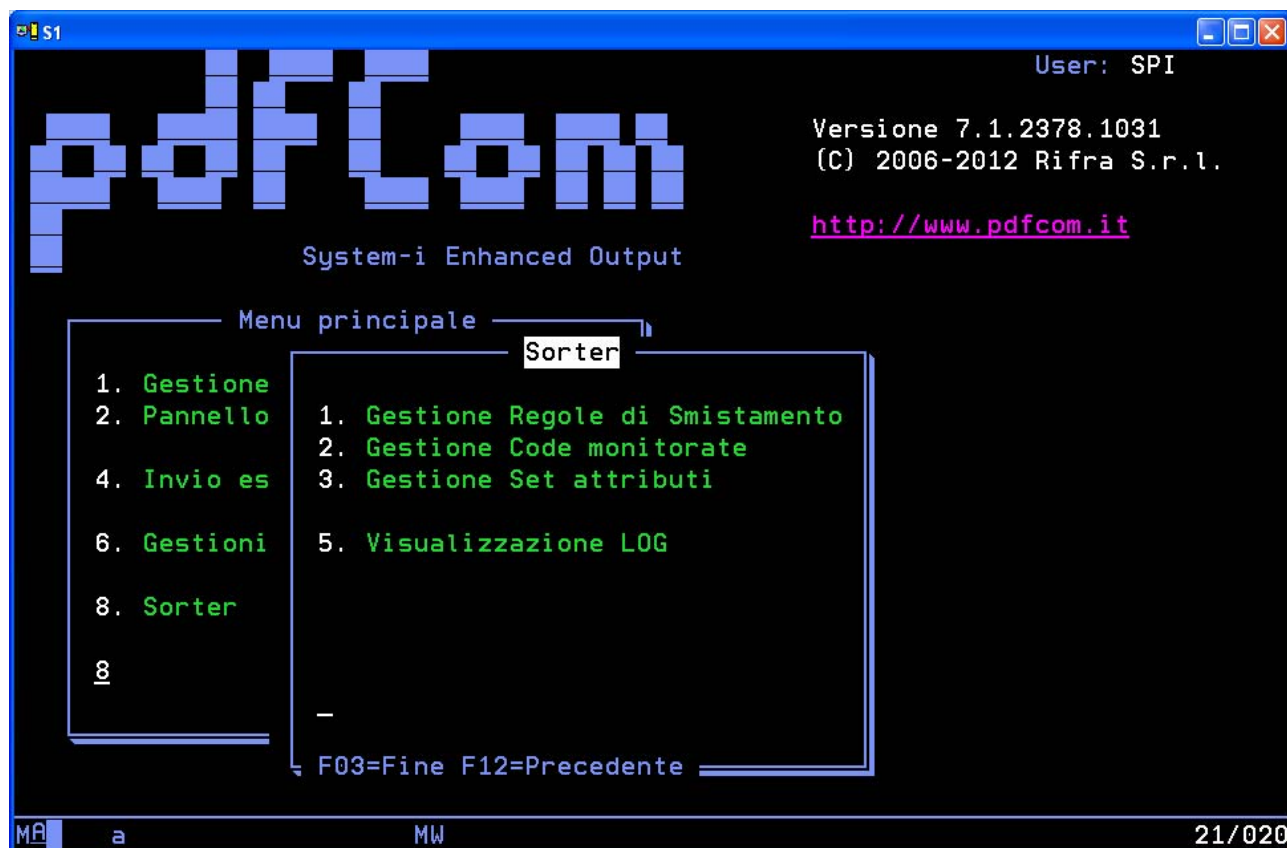 S1
User: SPI
pdfCom
Versione 7.1.2378.1031
(C) 2006-2012 Rifra S.r.l.
http://www.pdfcom.it
System-i Enhanced Output
Menu principale
Sorter
1. Gestione
2. Pannello
4. Invio es
6. Gestioni
8. Sorter
8
1. Gestione Regole di Smistamento
2. Gestione Code monitorate
3. Gestione Set attributi
5. Visualizzazione LOG
F03=Fine F12=Precedente
MA a MW 21/020